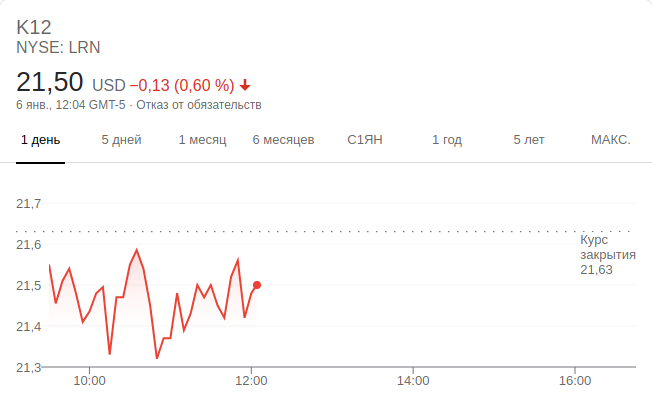 K12
NYSE: LRN
21,50 USD −0,13 (0,60 %)
6 янв., 12:04 GMT-5 · Отказ от обязательств
1 день 5 дней 1 месяц 6 месяцев С1ЯН 1 год 5 лет МАКС.
21,7
Курс
закрытия
21,63
21,6
21,5
21,4
21,3
10:00 12:00 14:00 16:00